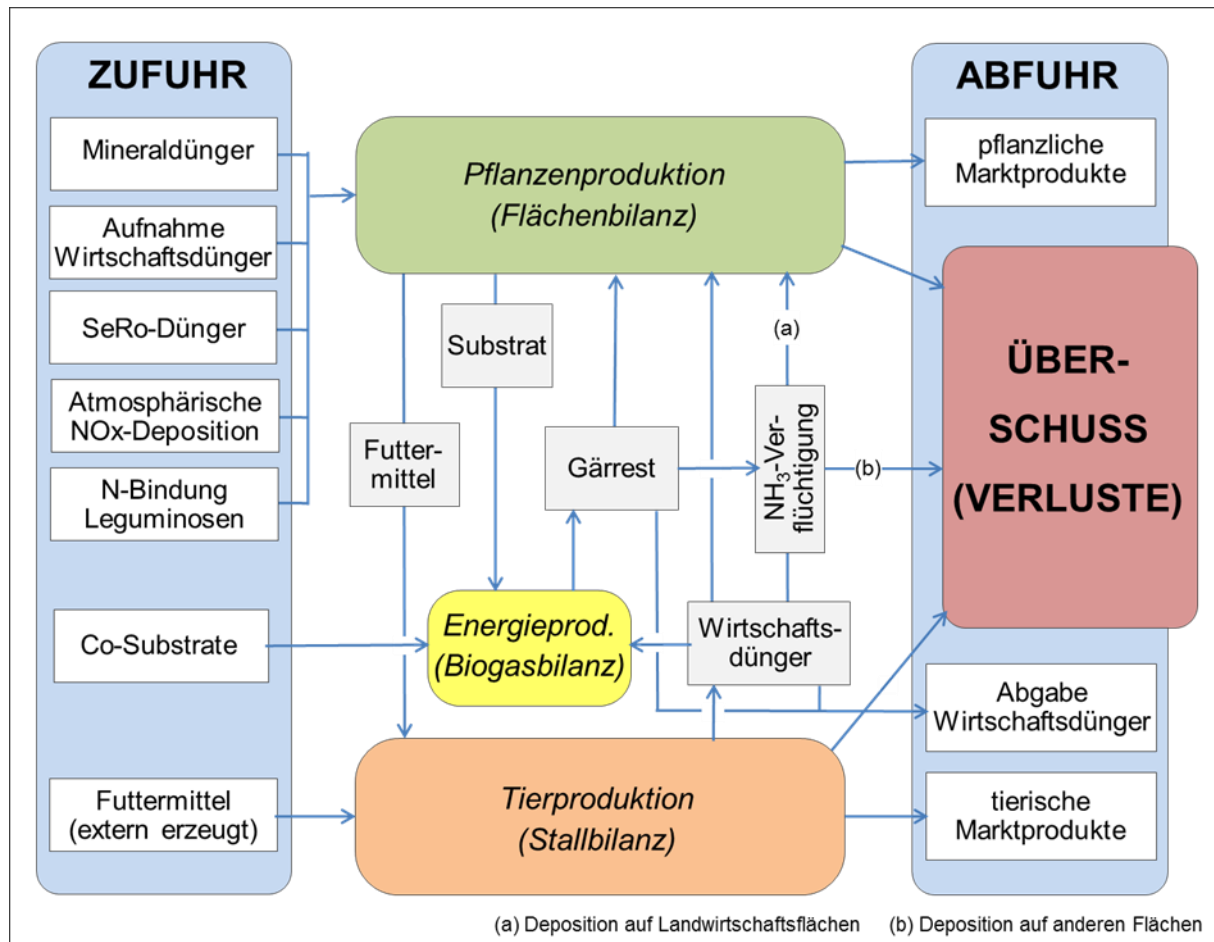 ZUFUHR
Mineraldünger
Aufnahme
Wirtschaftsdünger
SeRo-Dünger
Atmosphärische
NOx-Deposition
N-Bindung
Leguminosen
Co-Substrate
Futtermittel
(extern erzeugt)
Pflanzenproduktion
(Flächenbilanz)
Substrat
Futter-
mittel
Gärrest
NH₃-Ver-
flüchtigung
(a)
(b)
Energieprod.
(Biogasbilanz)
Wirtschafts-
dünger
Tierproduktion
(Stallbilanz)
ABFUHR
pflanzliche
Marktprodukte
ÜBER-
SCHUSS
(VERLUSTE)
Abgabe
Wirtschaftsdünger
tierische
Marktprodukte
(a) Deposition auf Landwirtschaftsflächen
(b) Deposition auf anderen Flächen